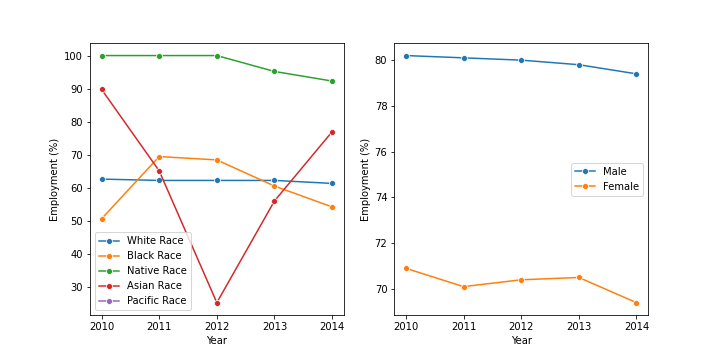 100
90
80
70
60
50
40
30
Employment (%)
2010 2011 2012 2013 2014
Year
White Race
Black Race
Native Race
Asian Race
Pacific Race
80
78
76
74
72
70
Employment (%)
2010 2011 2012 2013 2014
Year
Male
Female